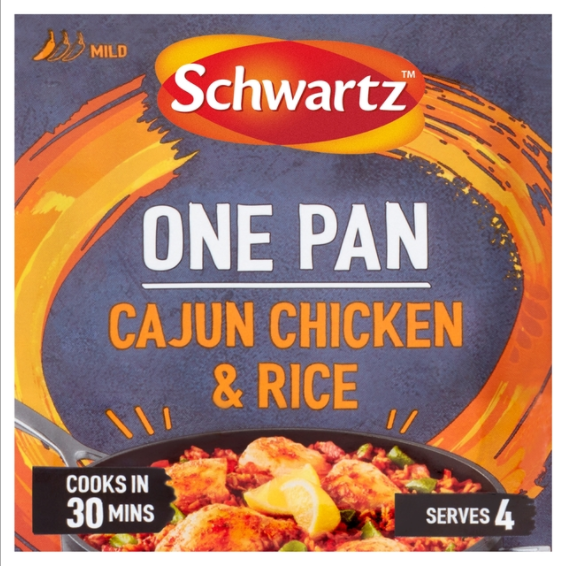 MILD
Schwartz™
ONE PAN
CAJUN CHICKEN
& RICE
COOKS IN
30 MINS
SERVES 4